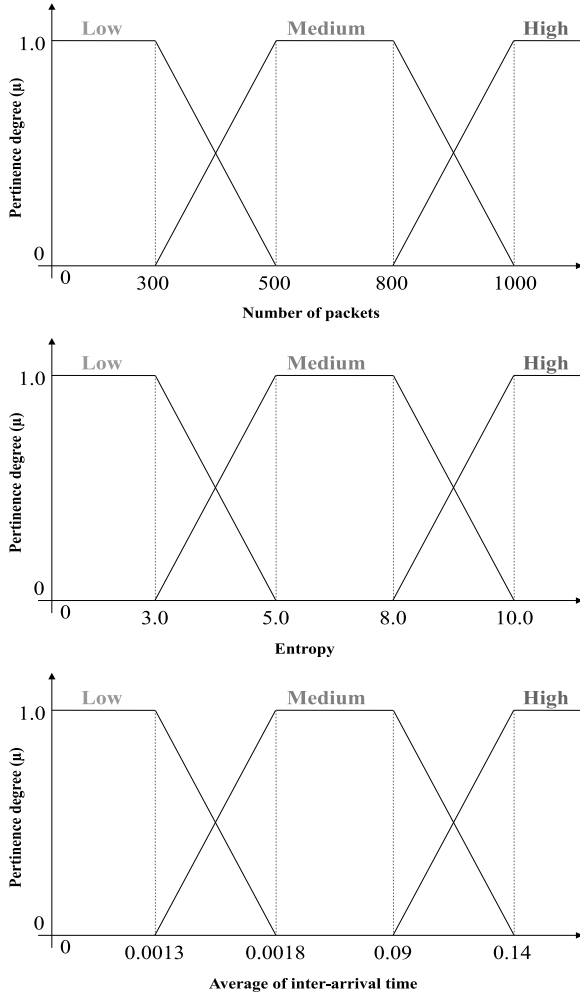 Low Medium High
1.0
Pertinence degree (μ)
0
0 300 500 800 1000
Number of packets
Low Medium High
1.0
Pertinence degree (μ)
0
0 3.0 5.0 8.0 10.0
Entropy
Low Medium High
1.0
Pertinence degree (μ)
0
0 0.0013 0.0018 0.09 0.14
Average of inter-arrival time